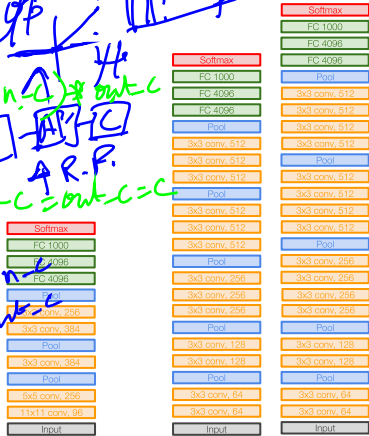 n-c) * out-c
C
R.F.
-c = out-c = C
n-c
Softmax
FC 1000
FC 4096
FC 4096
Pool
3x3 conv, 256
3x3 conv, 384
Pool
3x3 conv, 384
Pool
5x5 conv, 256
11x11 conv, 96
Input
Softmax
FC 1000
FC 4096
FC 4096
Pool
3x3 conv, 512
3x3 conv, 512
3x3 conv, 512
Pool
3x3 conv, 512
3x3 conv, 512
3x3 conv, 512
Pool
3x3 conv, 256
3x3 conv, 256
3x3 conv, 256
Pool
3x3 conv, 128
3x3 conv, 128
Pool
3x3 conv, 64
3x3 conv, 64
Input
Softmax
FC 1000
FC 4096
FC 4096
Pool
3x3 conv, 512
3x3 conv, 512
3x3 conv, 512
3x3 conv, 512
Pool
3x3 conv, 512
3x3 conv, 512
3x3 conv, 512
3x3 conv, 512
Pool
3x3 conv, 256
3x3 conv, 256
3x3 conv, 256
3x3 conv, 256
Pool
3x3 conv, 128
3x3 conv, 128
Pool
3x3 conv, 64
3x3 conv, 64
Input